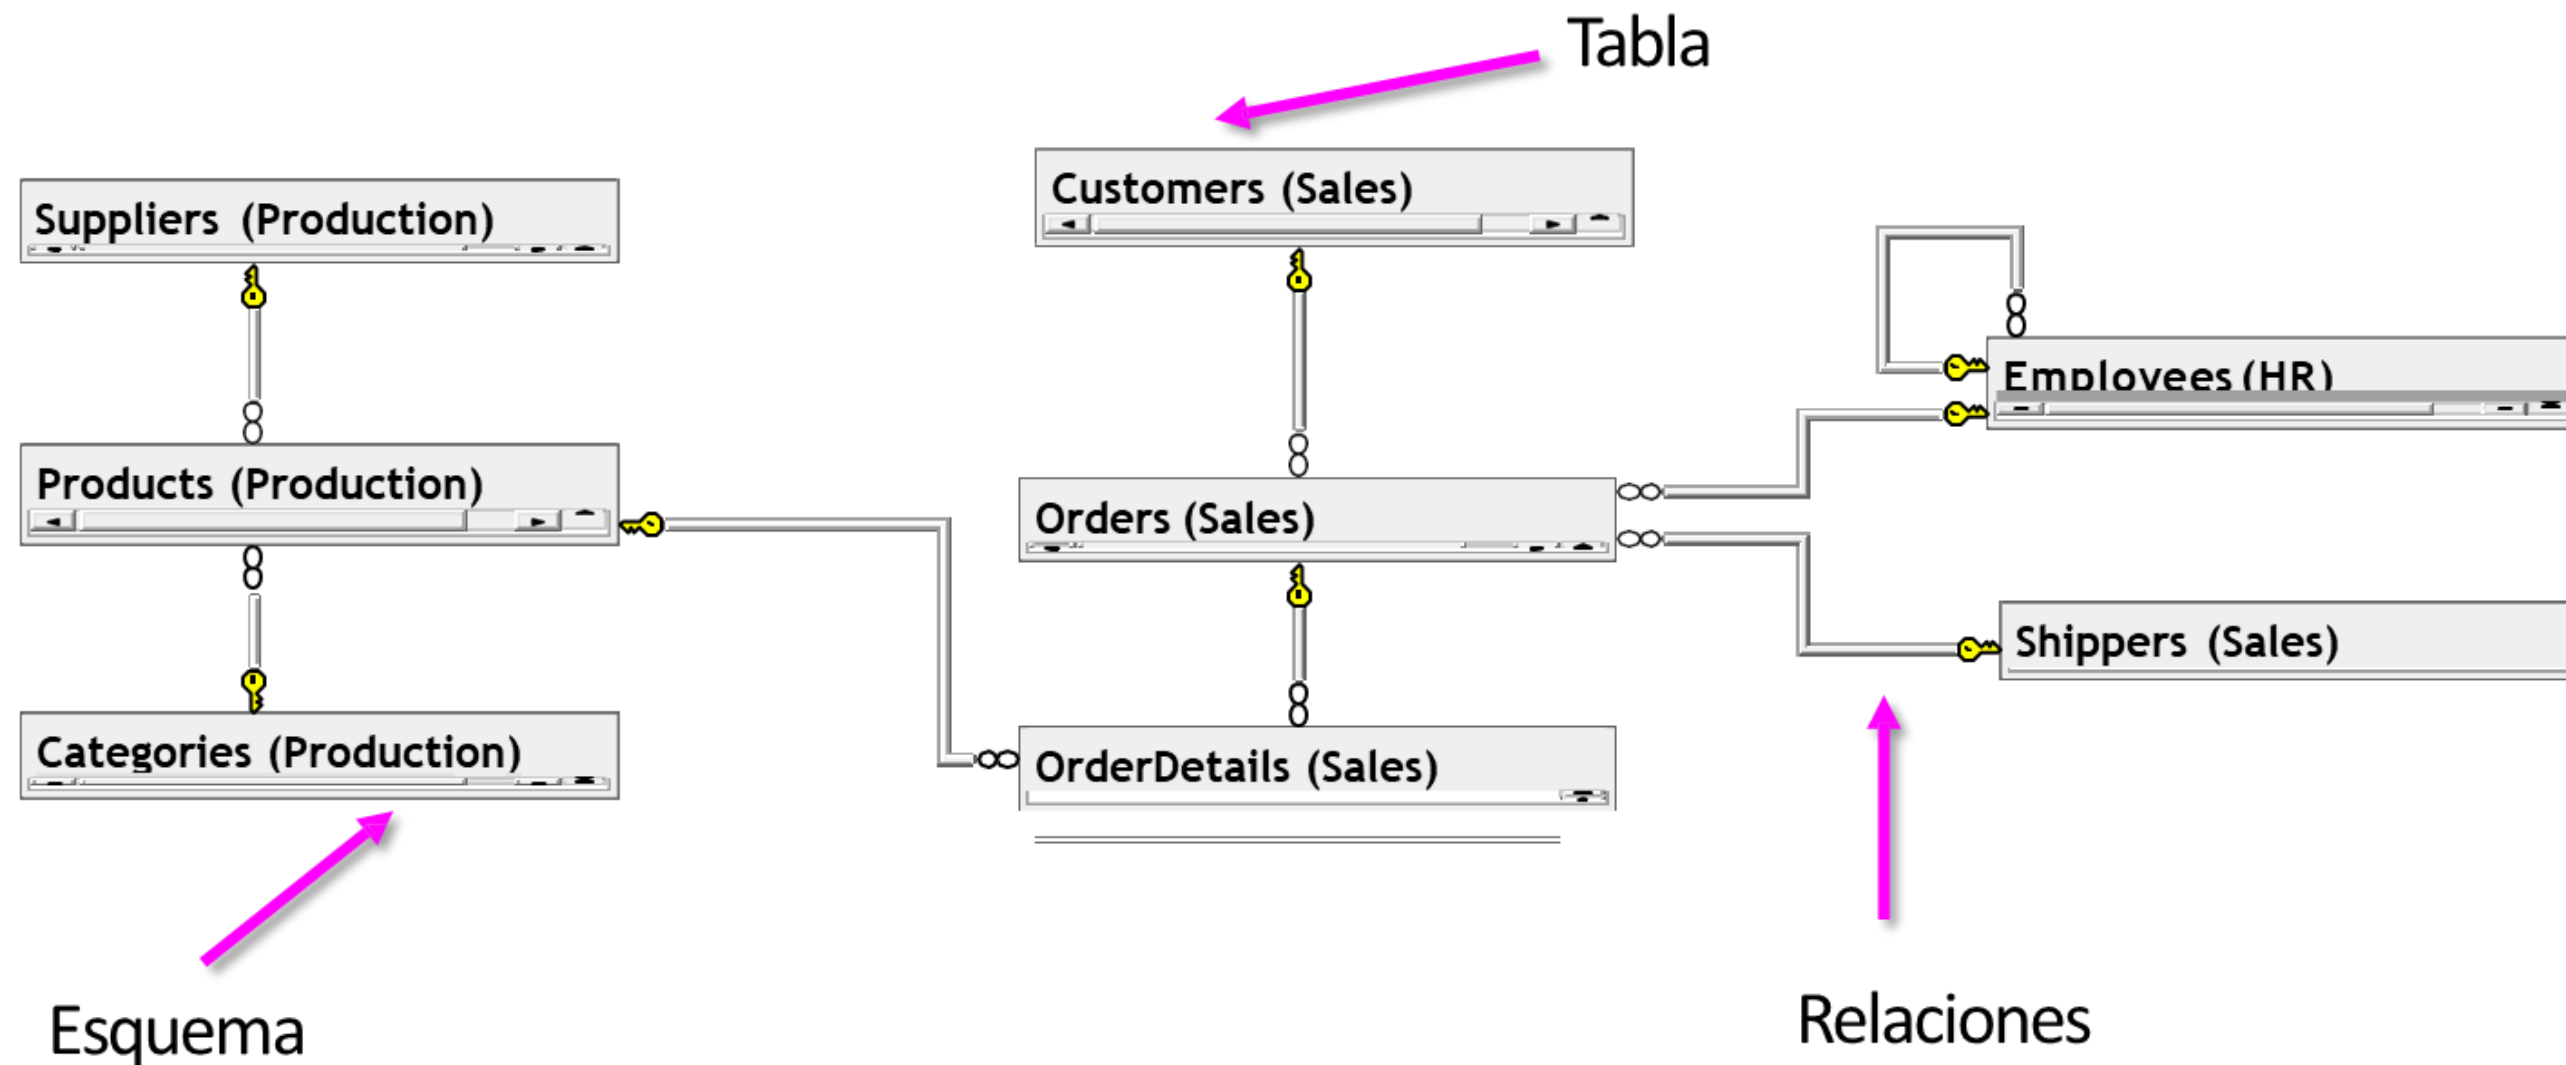 Tabla
Customers (Sales)
Suppliers (Production)
Employees (HR)
Products (Production)
Orders (Sales)
Shippers (Sales)
Categories (Production)
OrderDetails (Sales)
Esquema
Relaciones